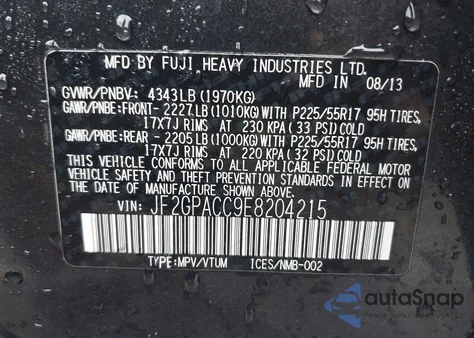 MFD BY FUJI HEAVY INDUSTRIES LTD.
MFD IN 08/13
GVWR/PNBV: 4343LB (1970KG)
GAWR/PNBE:FRONT- 2227LB(1010KG)WITH P225/55R17 95H TIRES,
17X7J RIMS AT 230 KPA( 33 PSI)COLD
GAWR/PNBE:REAR - 2205LB(1000KG)WITH P225/55R17 95H TIRES,
17X7J RIMS AT 220 KPA( 32 PSI)COLD
THIS VEHICLE CONFORMS TO ALL APPLICABLE FEDERAL MOTOR
VEHICLE SAFETY STANDARDS IN EFFECT ON THE DATE OF
MANUFACTURE SHOWN ABOVE.
VIN: JF2GPACC9E8204215
TYPE:MPV/VTUM ICES/NMB-002
autoSnap